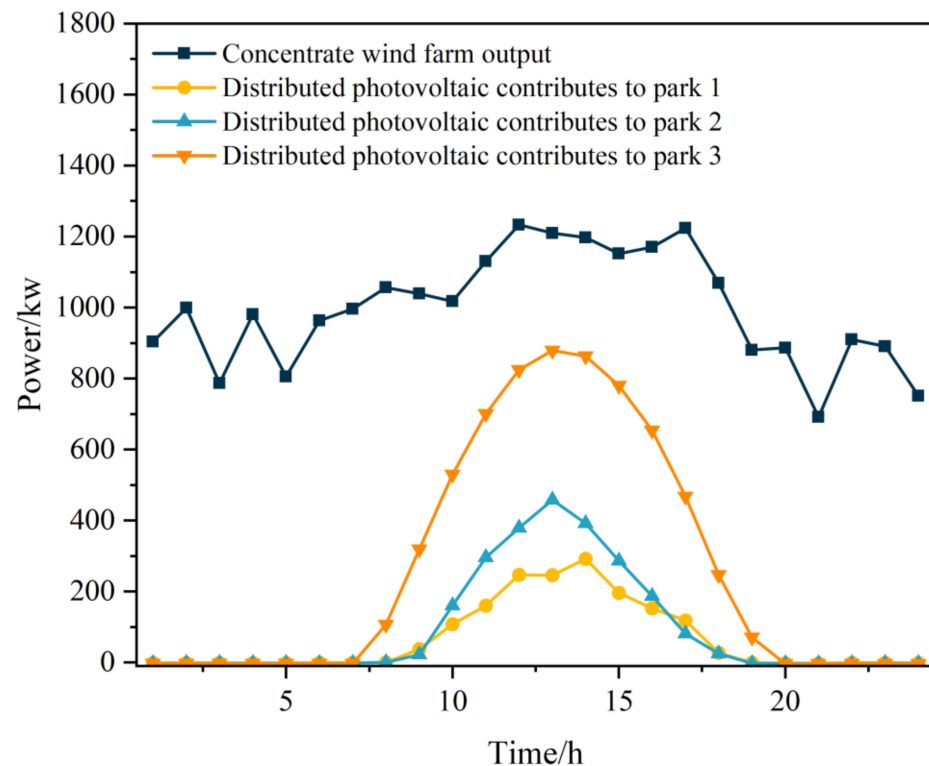 1800
1600
1400
1200
1000
800
600
400
200
0
Power/kw
Concentrate wind farm output
Distributed photovoltaic contributes to park 1
Distributed photovoltaic contributes to park 2
Distributed photovoltaic contributes to park 3
5 10 15 20
Time/h